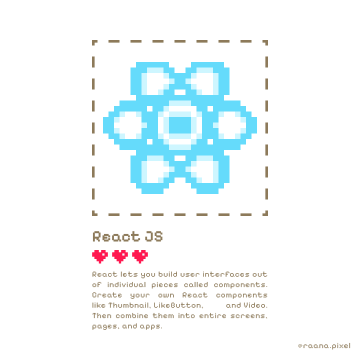 React JS
React lets you build user interfaces out
of individual pieces called components.
Create your own React components
like Thumbnail, LikeButton, and Video.
Then combine them into entire screens,
pages, and apps.
©raana.pixel